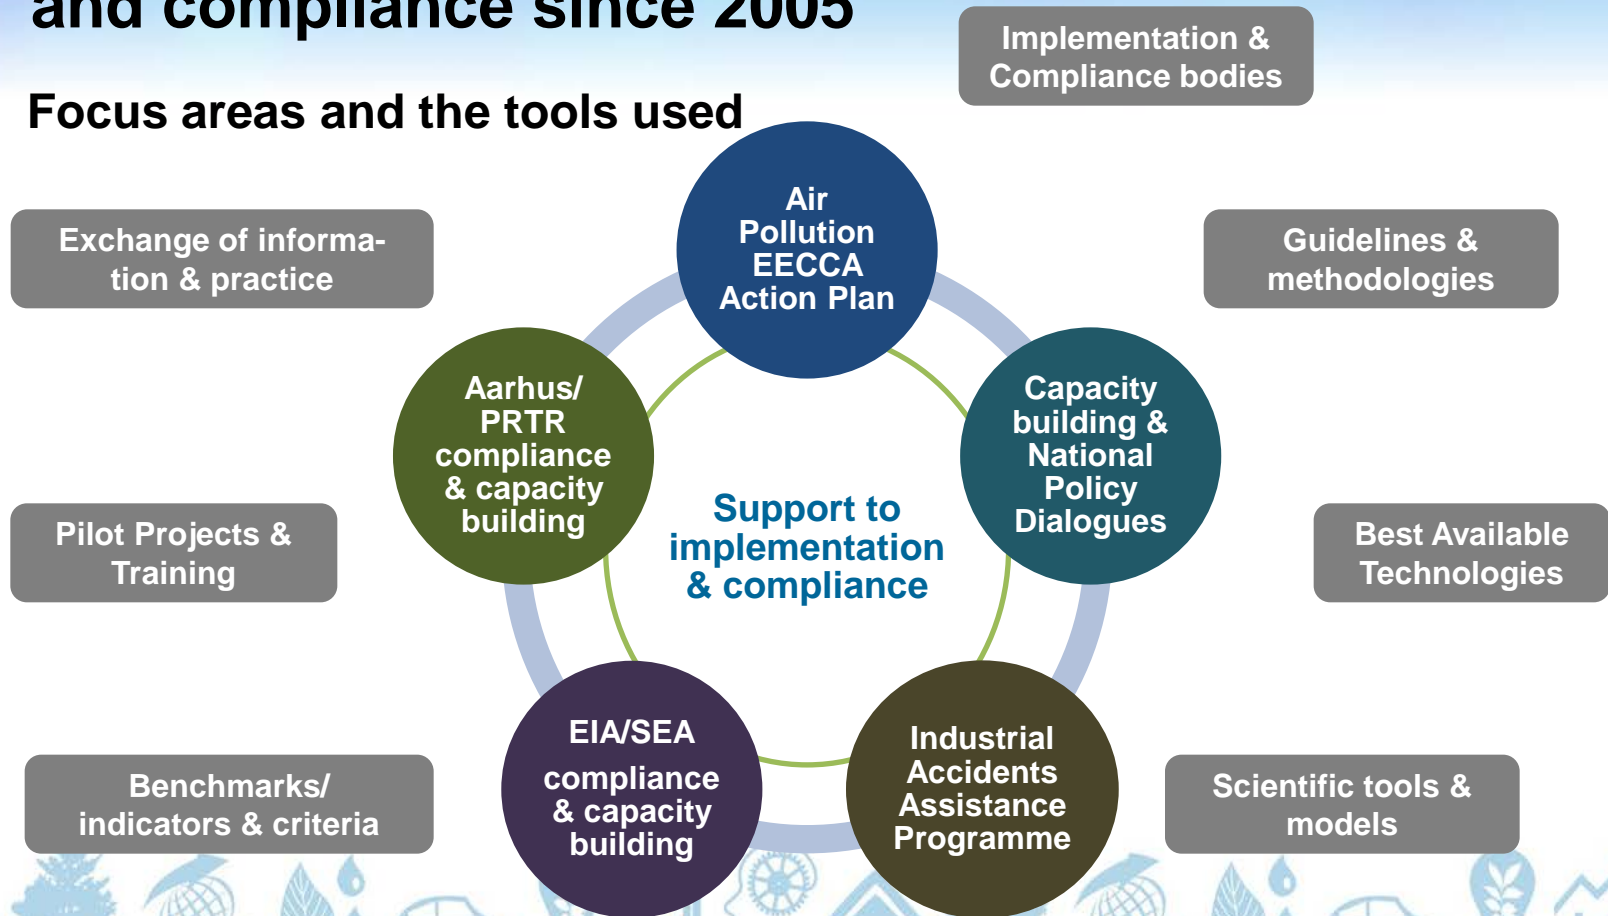 and compliance since 2005
Focus areas and the tools used
Implementation &
Compliance bodies
Exchange of informa-
tion & practice
Air
Pollution
EECCA
Action Plan
Guidelines &
methodologies
Aarhus/
PRTR
compliance
& capacity
building
Capacity
building &
National
Policy
Dialogues
Support to
implementation
& compliance
Pilot Projects &
Training
Best Available
Technologies
EIA/SEA
compliance
& capacity
building
Industrial
Accidents
Assistance
Programme
Benchmarks/
indicators & criteria
Scientific tools &
models